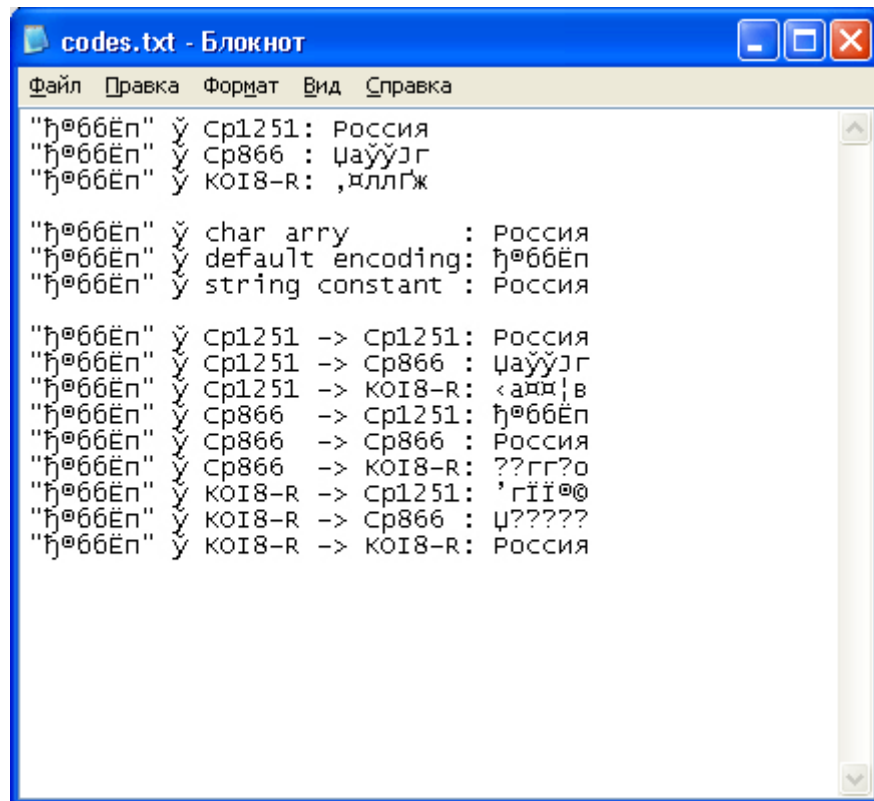 codes.txt - Блокнот
Файл Правка Формат Вид Справка
"ђ®ббЁп" ў Cp1251: Россия
"ђ®ббЁп" ў Cp866 : ЏаўўЈг
"ђ®ббЁп" ў KOI8-R: ‚¤ллҐж
"ђ®ббЁп" ў char arry : Россия
"ђ®ббЁп" ў default encoding: ђ®ббЁп
"ђ®ббЁп" ў string constant : Россия
"ђ®ббЁп" ў Cp1251 -> Cp1251: Россия
"ђ®ббЁп" ў Cp1251 -> Cp866 : ЏаўўЈг
"ђ®ббЁп" ў Cp1251 -> KOI8-R: ‹а¤¤¦в
"ђ®ббЁп" ў Cp866 -> Cp1251: ђ®ббЁп
"ђ®ббЁп" ў Cp866 -> Cp866 : Россия
"ђ®ббЁп" ў Cp866 -> KOI8-R: ??гг?о
"ђ®ббЁп" ў KOI8-R -> Cp1251: ’гЇЇ®©
"ђ®ббЁп" ў KOI8-R -> Cp866 : Џ?????
"ђ®ббЁп" ў KOI8-R -> KOI8-R: Россия